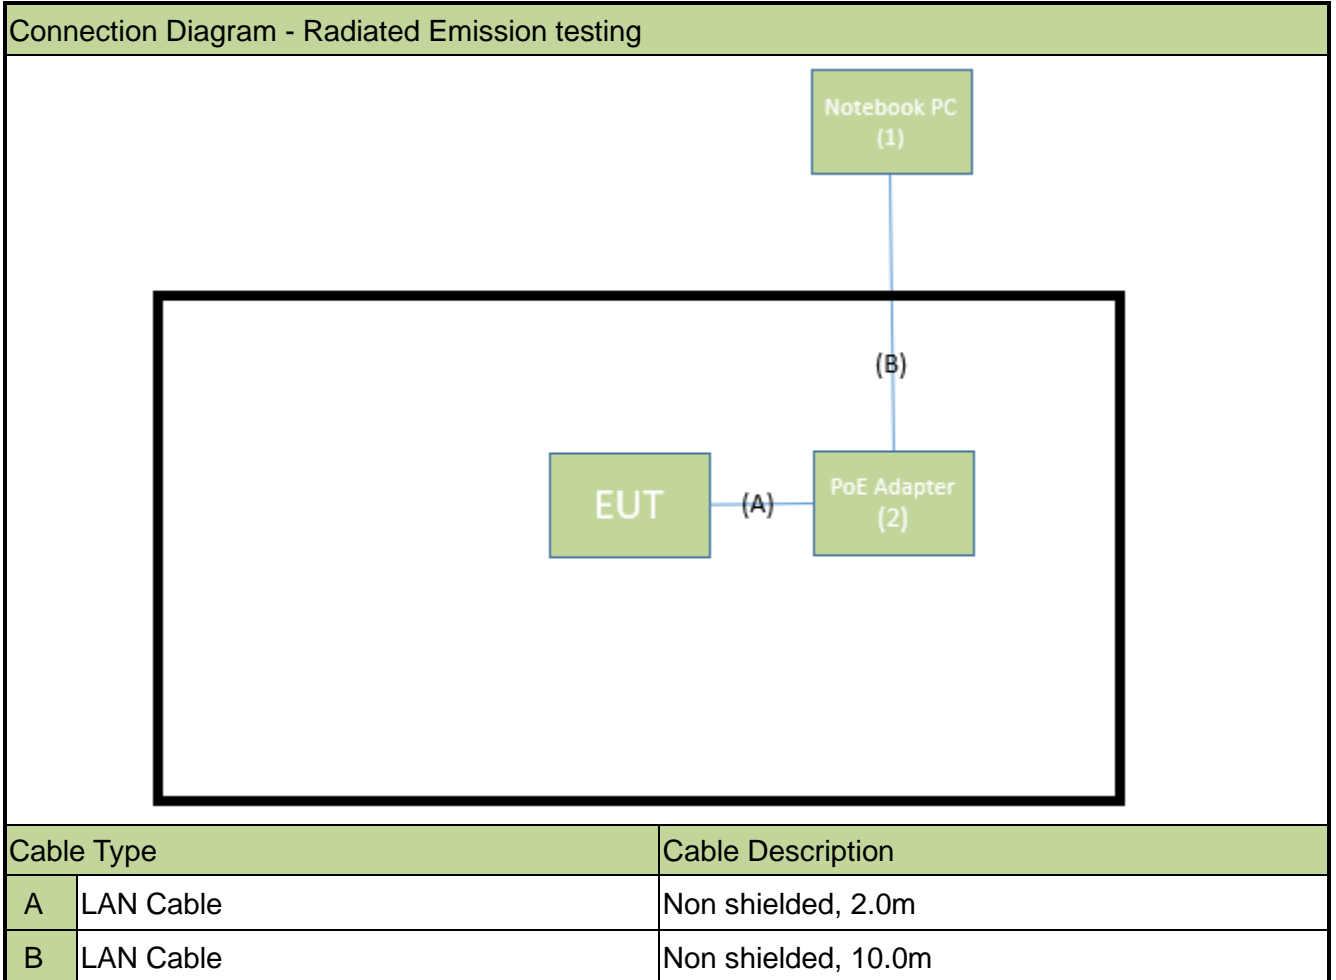 Connection Diagram - Radiated Emission testing
Notebook PC
(1)
(B)
EUT
(A)
PoE Adapter
(2)
Cable Type Cable Description
A LAN Cable Non shielded, 2.0m
B LAN Cable Non shielded, 10.0m